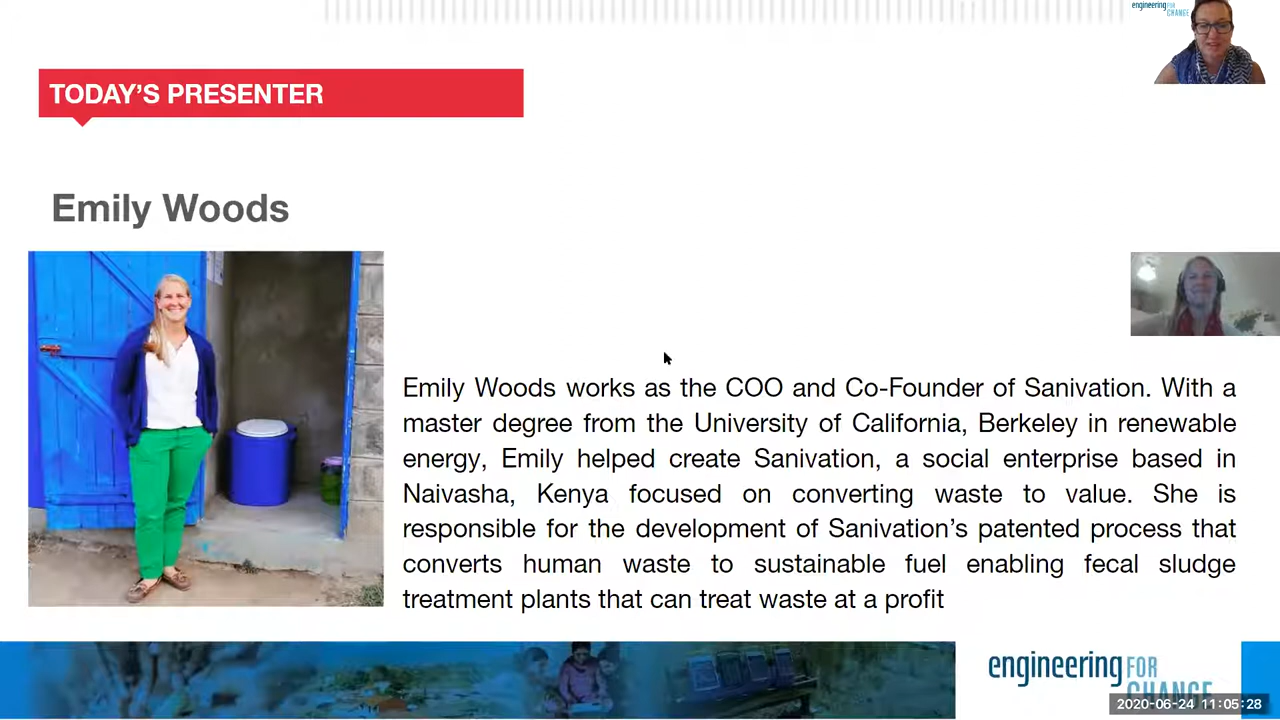 engineering FOR
CHANGE
TODAY'S PRESENTER
Emily Woods
Emily Woods works as the COO and Co-Founder of Sanivation. With a
master degree from the University of California, Berkeley in renewable
energy, Emily helped create Sanivation, a social enterprise based in
Naivasha, Kenya focused on converting waste to value. She is
responsible for the development of Sanivation's patented process that
converts human waste to sustainable fuel enabling fecal sludge
treatment plants that can treat waste at a profit
engineering FOR
CHANGE
2020-06-24 11:05:28